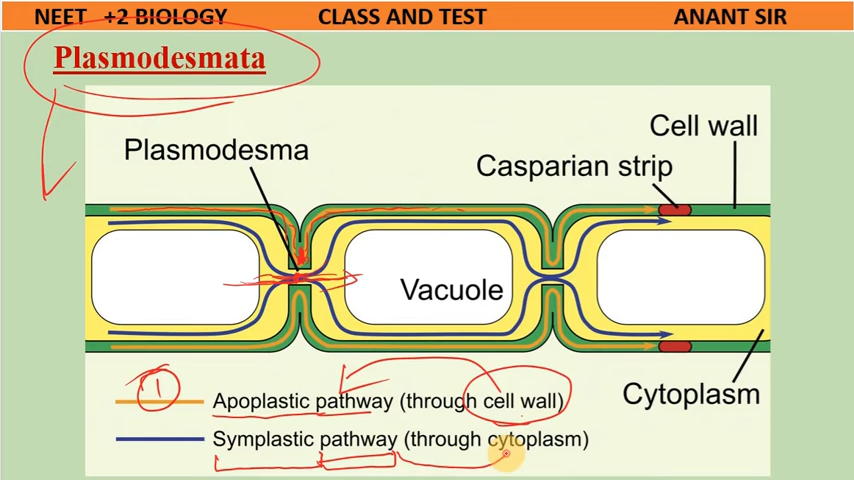 NEET +2 BIOLOGY CLASS AND TEST ANANT SIR
Plasmodesmata
Cell wall
Plasmodesma
Casparian strip
Vacuole
Cytoplasm
1
Apoplastic pathway (through cell wall)
Symplastic pathway (through cytoplasm)